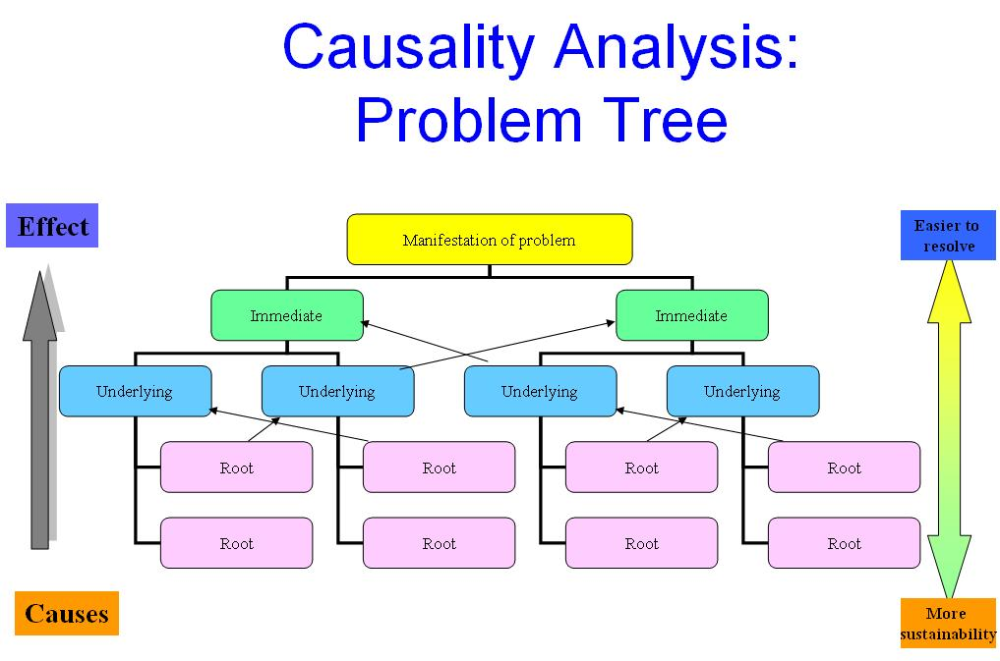 Causality Analysis:
Problem Tree
Effect
Manifestation of problem
Easier to
resolve
Immediate
Immediate
Underlying
Underlying
Underlying
Underlying
Root
Root
Root
Root
Root
Root
Root
Root
Causes
More
sustainability